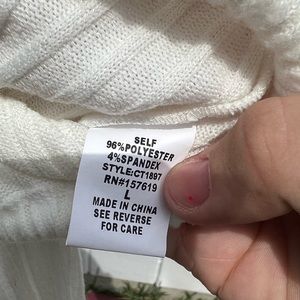 SELF
96%POLYESTER
4%SPANDEX
STYLE:CT1897
RN#157619
L
MADE IN CHINA
SEE REVERSE
FOR CARE